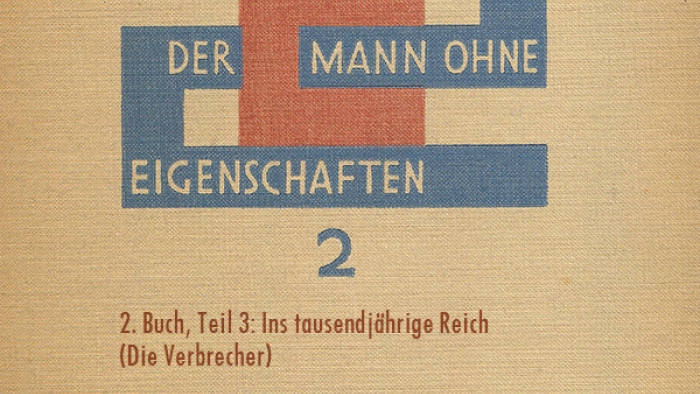 DER MANN OHNE
EIGENSCHAFTEN
2
2. Buch, Teil 3: Ins tausendjährige Reich
(Die Verbrecher)